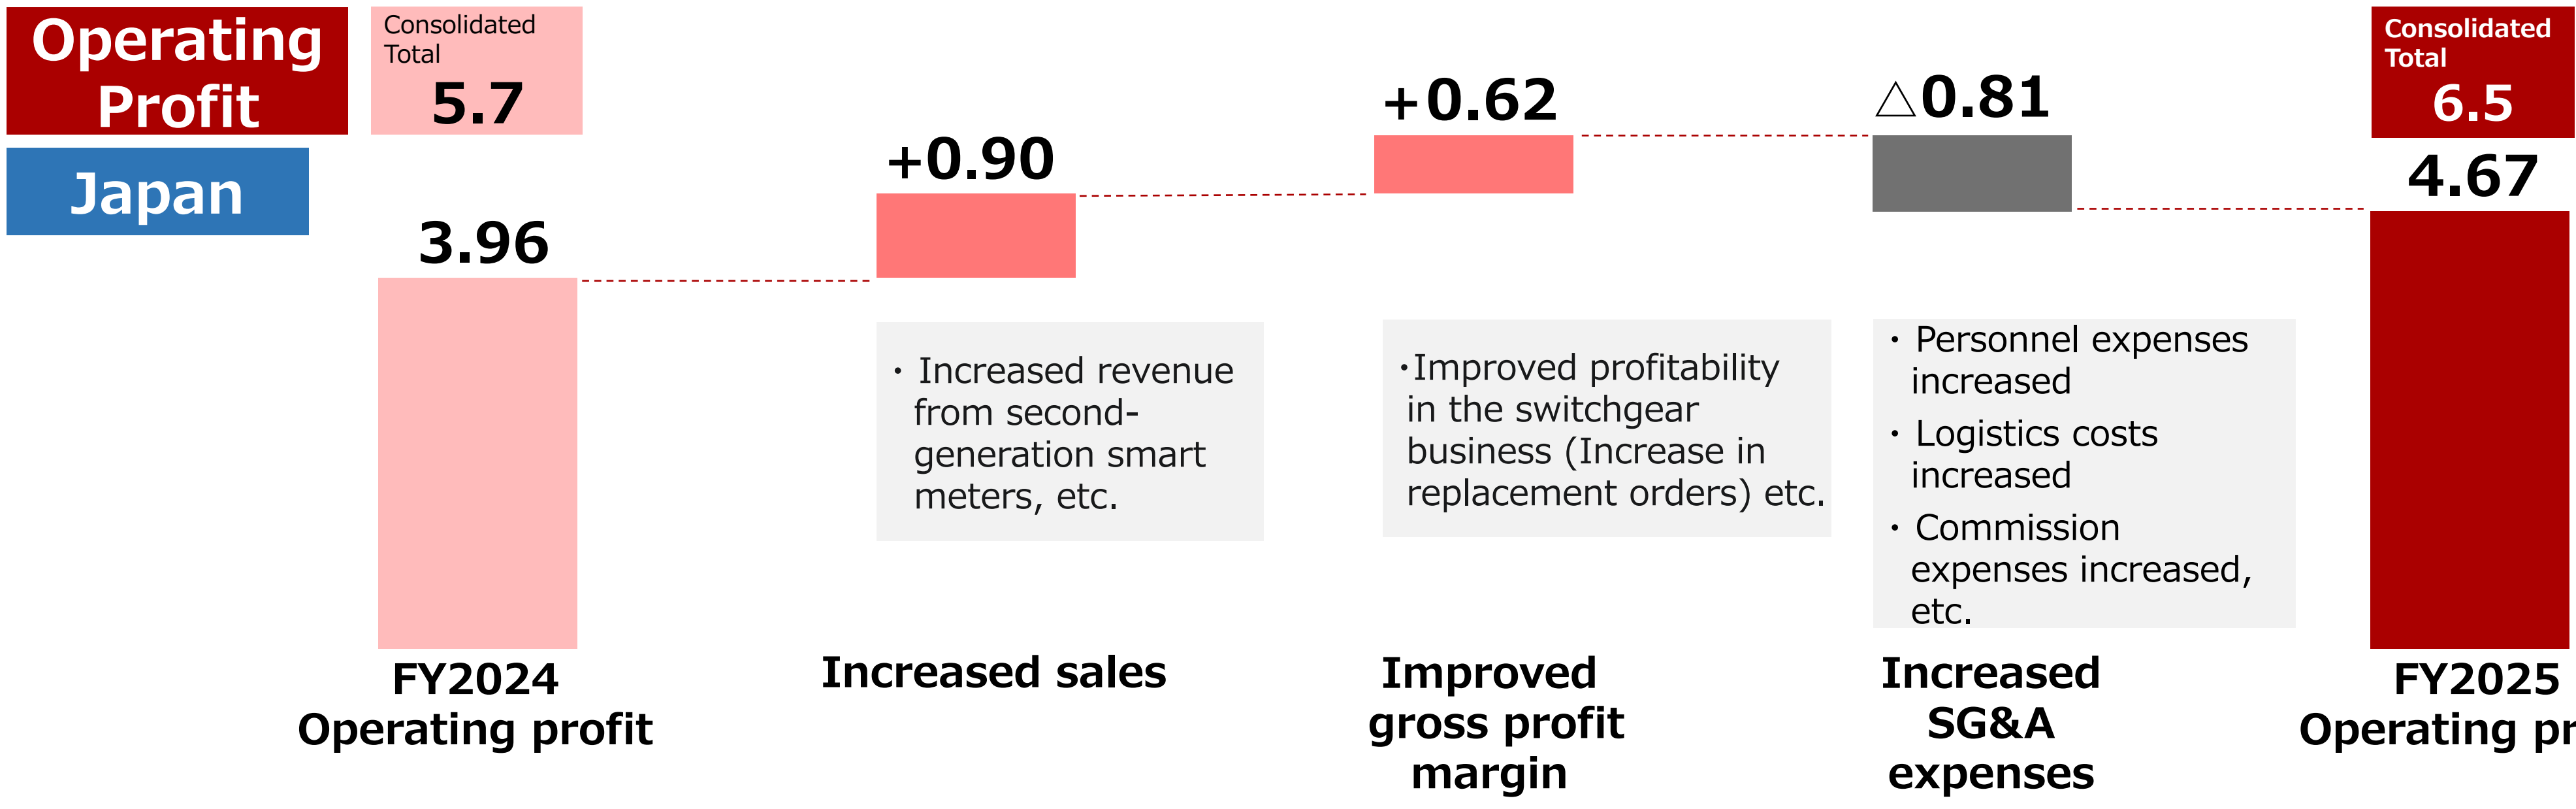 Operating
Profit
Japan
Consolidated
Total
5.7
3.96
+0.90
+0.62
△0.81
Consolidated
Total
6.5
4.67
・Increased revenue
from second-
generation smart
meters, etc.
・Improved profitability
in the switchgear
business (Increase in
replacement orders) etc.
・Personnel expenses
increased
・Logistics costs
increased
・Commission
expenses increased,
etc.
FY2024
Operating profit
Increased sales
Improved
gross profit
margin
Increased
SG&A
expenses
FY2025
Operating pr